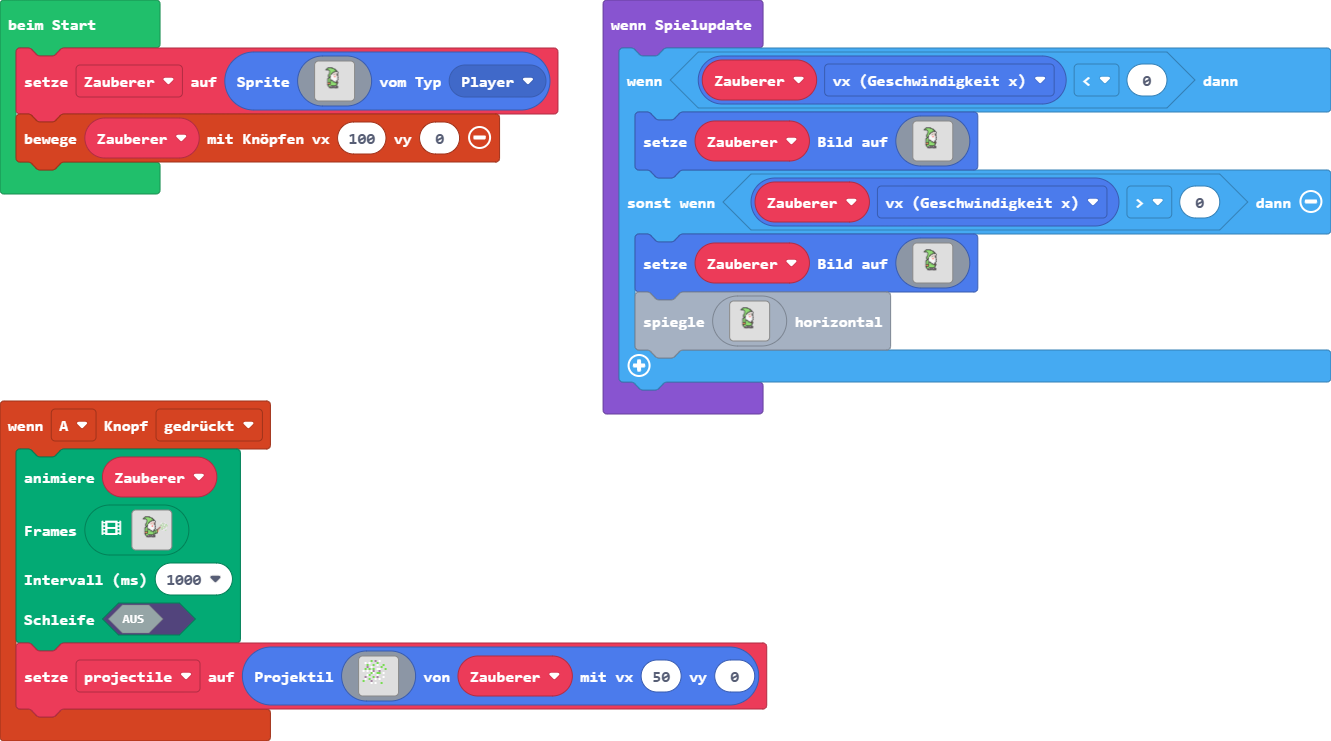 beim Start
setze Zauberer auf Sprite vom Typ Player
bewege Zauberer mit Knöpfen vx 100 vy 0
wenn Spielupdate
wenn Zauberer vx (Geschwindigkeit x) < 0 dann
setze Zauberer Bild auf
sonst wenn Zauberer vx (Geschwindigkeit x) > 0 dann
setze Zauberer Bild auf
spiegle horizontal
wenn A Knopf gedrückt
animiere Zauberer
Frames
Intervall (ms) 1000
Schleife AUS
setze projectile auf Projektil von Zauberer mit vx 50 vy 0